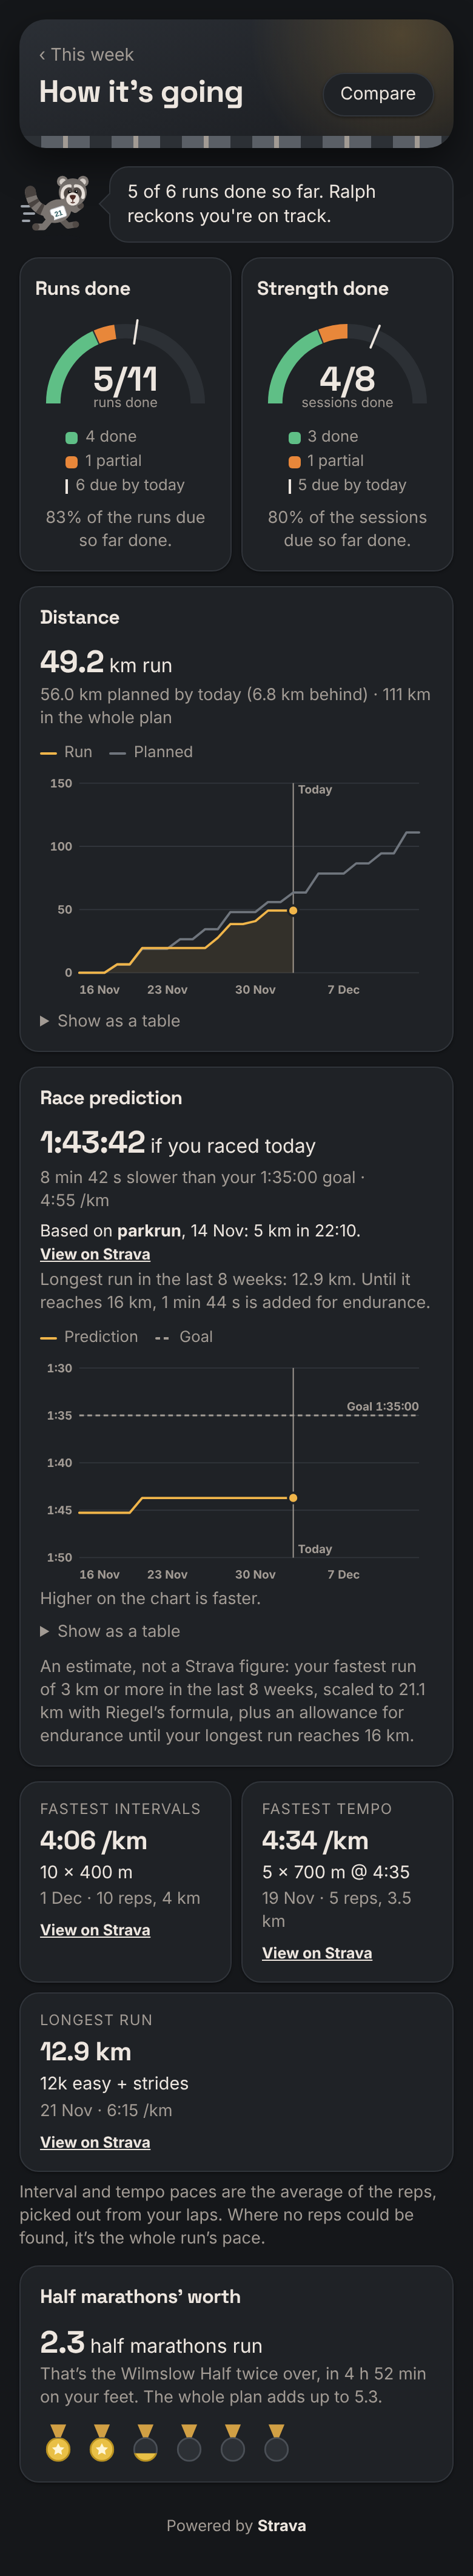 ‹ This week
How it's going
Compare
21
5 of 6 runs done so far. Ralph
reckons you're on track.
Runs done
5/11
runs done
4 done
1 partial
6 due by today
83% of the runs due
so far done.
Strength done
4/8
sessions done
3 done
1 partial
5 due by today
80% of the sessions
due so far done.
Distance
49.2 km run
56.0 km planned by today (6.8 km behind) · 111 km
in the whole plan
Run Planned
150
Today
100
50
0
16 Nov 23 Nov 30 Nov 7 Dec
Show as a table
Race prediction
1:43:42 if you raced today
8 min 42 s slower than your 1:35:00 goal ·
4:55 /km
Based on parkrun, 14 Nov: 5 km in 22:10.
View on Strava
Longest run in the last 8 weeks: 12.9 km. Until it
reaches 16 km, 1 min 44 s is added for endurance.
Prediction Goal
1:30
Goal 1:35:00
1:35
1:40
1:45
Today
1:50
16 Nov 23 Nov 30 Nov 7 Dec
Higher on the chart is faster.
Show as a table
An estimate, not a Strava figure: your fastest run
of 3 km or more in the last 8 weeks, scaled to 21.1
km with Riegel's formula, plus an allowance for
endurance until your longest run reaches 16 km.
FASTEST INTERVALS
4:06 /km
10 × 400 m
1 Dec · 10 reps, 4 km
View on Strava
FASTEST TEMPO
4:34 /km
5 × 700 m @ 4:35
19 Nov · 5 reps, 3.5
km
View on Strava
LONGEST RUN
12.9 km
12k easy + strides
21 Nov · 6:15 /km
View on Strava
Interval and tempo paces are the average of the reps,
picked out from your laps. Where no reps could be
found, it's the whole run's pace.
Half marathons' worth
2.3 half marathons run
That's the Wilmslow Half twice over, in 4 h 52 min
on your feet. The whole plan adds up to 5.3.
Powered by Strava